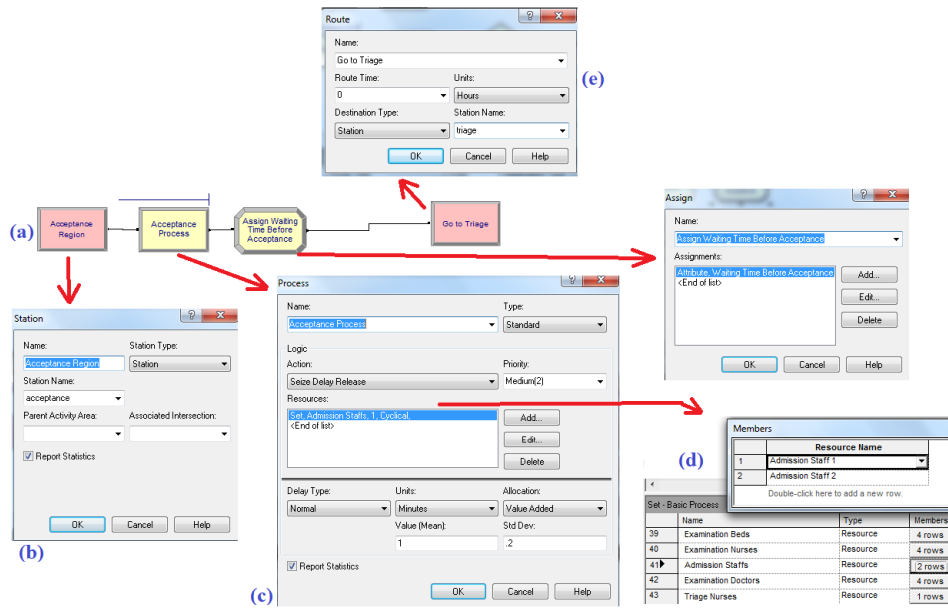 Route
Name:
Go to Triage
Route Time:
Units:
0
Hours
Destination Type:
Station Name:
Station
triage
OK
Cancel
Help
(e)
(a)
Acceptance
Region
Acceptance
Process
Assign Waiting
Time Before
Acceptance
Go to Triage
Assign
Name:
Assign Waiting Time Before Acceptance
Assignments:
Attribute, Waiting Time Before Acceptance
<End of list>
Add...
Edit...
Delete
OK
Cancel
Help
Station
Name:
Station Type:
Acceptance Region
Station
Station Name:
acceptance
Parent Activity Area:
Associated Intersection:
Report Statistics
OK
Cancel
Help
(b)
Process
Name:
Type:
Acceptance Process
Standard
Logic
Action:
Priority:
Seize Delay Release
Medium(2)
Resources:
Set, Admission Staffs, 1, Cyclical,
<End of list>
Add...
Edit...
Delete
Delay Type:
Units:
Allocation:
Normal
Minutes
Value Added
Value (Mean):
Std Dev:
1
.2
Report Statistics
OK
Cancel
Help
(c)
(d)
Members
Resource Name
1 Admission Staff 1
2 Admission Staff 2
Double-click here to add a new row.
Set - Basic Process
Name Type Members
39 Examination Beds Resource 4 rows
40 Examination Nurses Resource 4 rows
41 Admission Staffs Resource 2 rows
42 Examination Doctors Resource 4 rows
43 Triage Nurses Resource 1 rows